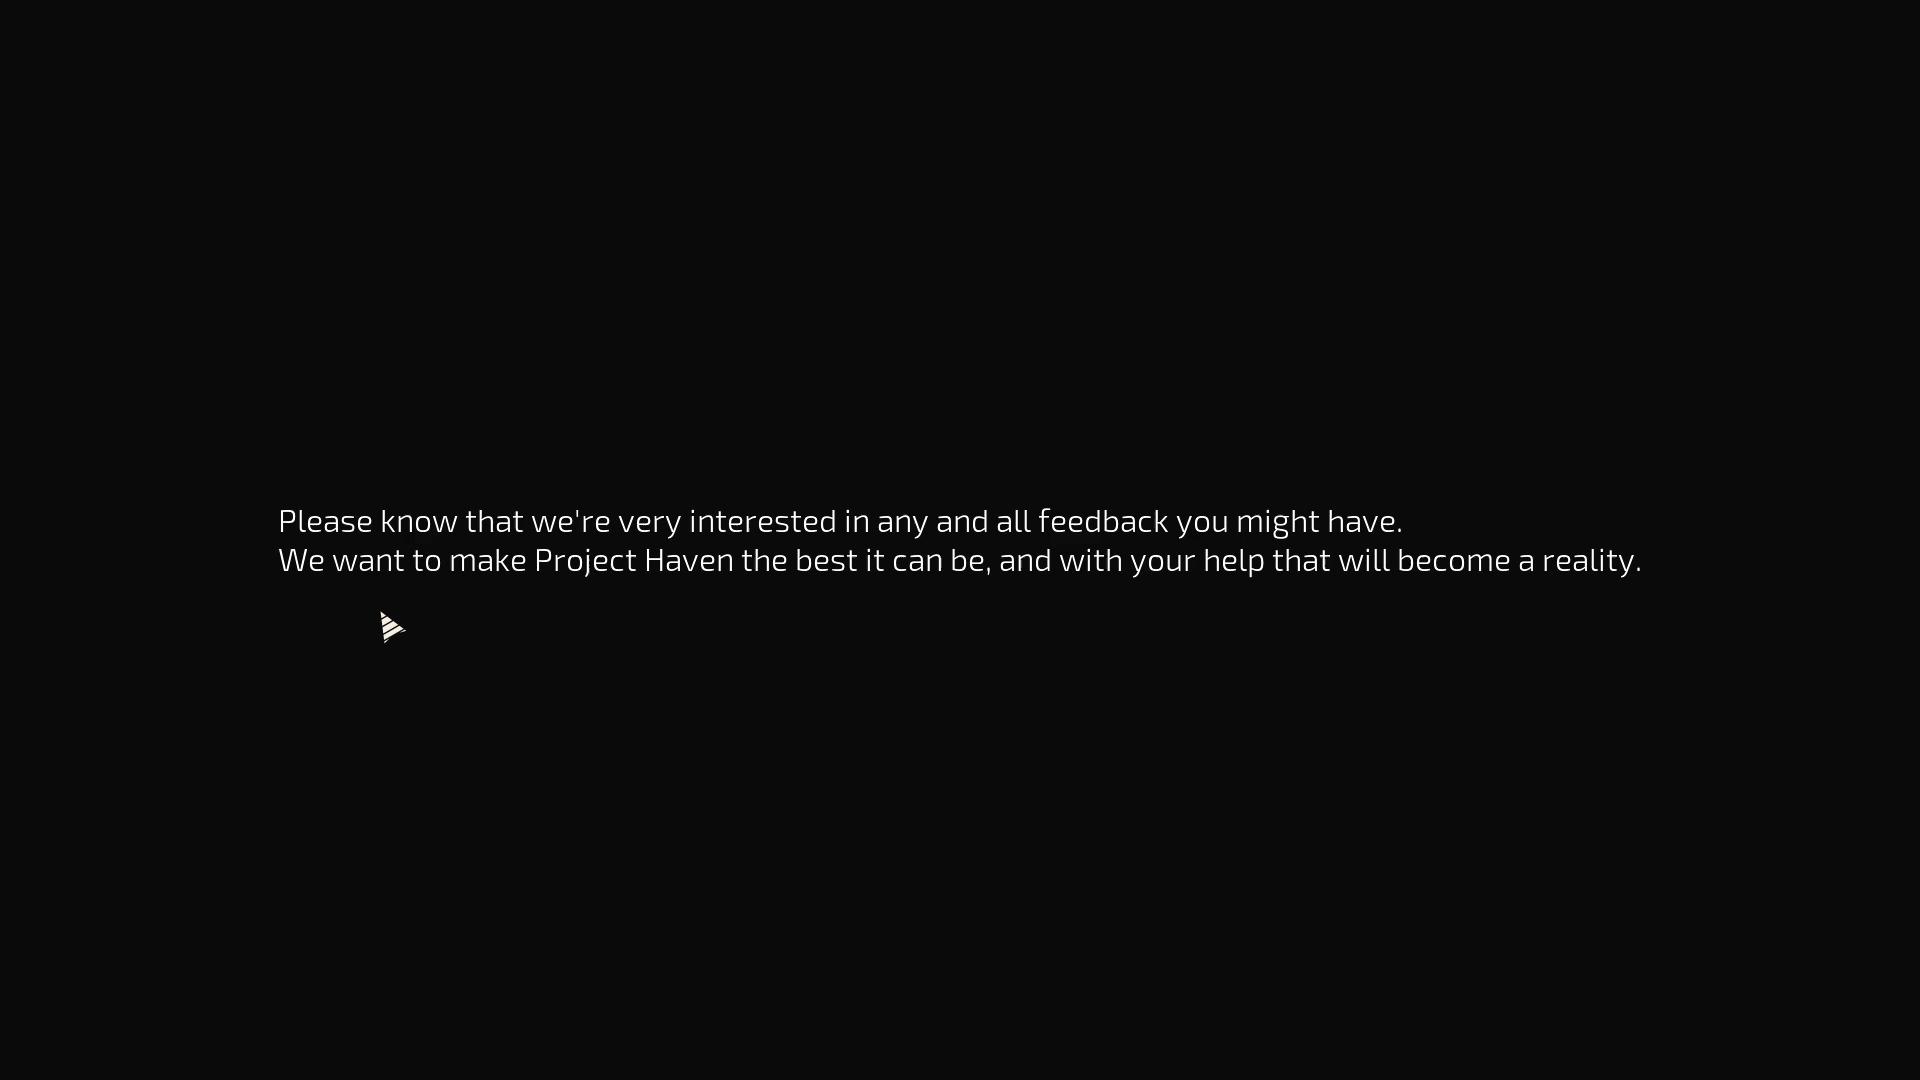 Please know that we're very interested in any and all feedback you might have.
We want to make Project Haven the best it can be, and with your help that will become a reality.